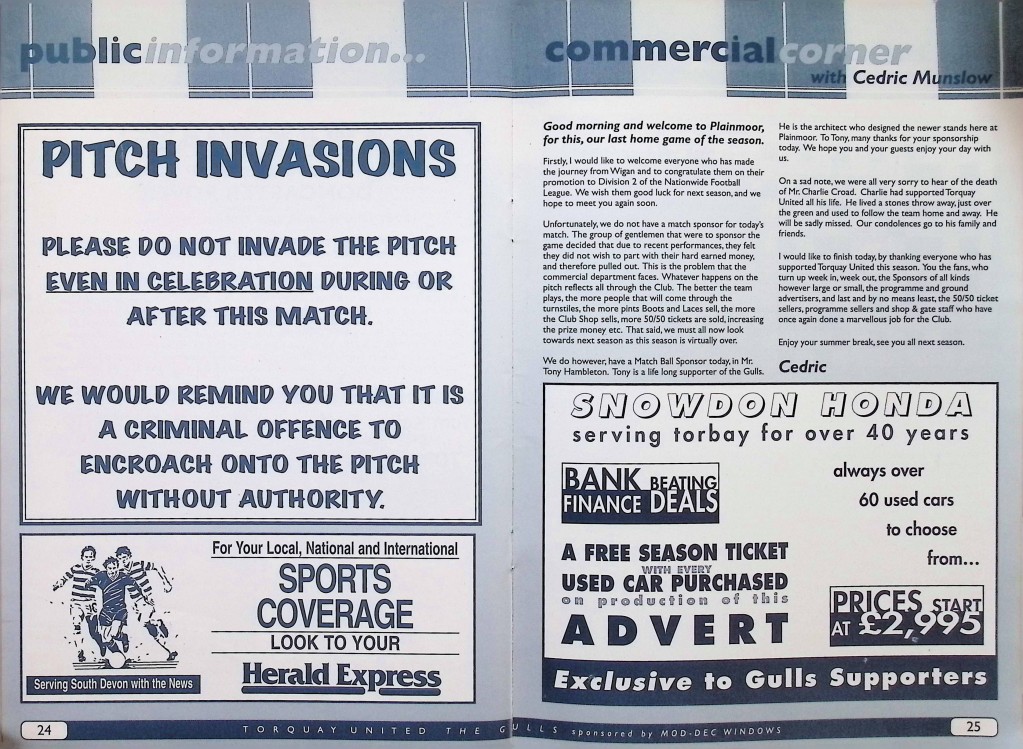 public information...
PITCH INVASIONS
PLEASE DO NOT INVADE THE PITCH
EVEN IN CELEBRATION DURING OR
AFTER THIS MATCH.
WE WOULD REMIND YOU THAT IT IS
A CRIMINAL OFFENCE TO
ENCROACH ONTO THE PITCH
WITHOUT AUTHORITY.
For Your Local, National and International
SPORTS
COVERAGE
LOOK TO YOUR
Herald Express
Serving South Devon with the News
24
commercial corner
with Cedric Munslow
Good morning and welcome to Plainmoor,
for this, our last home game of the season.
Firstly, I would like to welcome everyone who has made
the journey from Wigan and to congratulate them on their
promotion to Division 2 of the Nationwide Football
League. We wish them good luck for next season, and we
hope to meet you again soon.
Unfortunately, we do not have a match sponsor for today's
match. The group of gentlemen that were to sponsor the
game decided that due to recent performances, they felt
they did not wish to part with their hard earned money,
and therefore pulled out. This is the problem that the
commercial department faces. Whatever happens on the
pitch reflects all through the Club. The better the team
plays, the more people that will come through the
turnstiles, the more pints Boots and Laces sell, the more
the Club Shop sells, more 50/50 tickets are sold, increasing
the prize money etc. That said, we must all now look
towards next season as this season is virtually over.
We do however, have a Match Ball Sponsor today, in Mr.
Tony Hambleton. Tony is a life long supporter of the Gulls.
He is the architect who designed the newer stands here at
Plainmoor. To Tony, many thanks for your sponsorship
today. We hope you and your guests enjoy your day with
us.
On a sad note, we were all very sorry to hear of the death
of Mr. Charlie Croad. Charlie had supported Torquay
United all his life. He lived a stones throw away, just over
the green and used to follow the team home and away. He
will be sadly missed. Our condolences go to his family and
friends.
I would like to finish today, by thanking everyone who has
supported Torquay United this season. You the fans, who
turn up week in, week out, the Sponsors of all kinds
however large or small, the programme and ground
advertisers, and last and by no means least, the 50/50 ticket
sellers, programme sellers and shop & gate staff who have
once again done a marvellous job for the Club.
Enjoy your summer break, see you all next season.
Cedric
SNOWDON HONDA
serving torbay for over 40 years
BANK BEATING
FINANCE DEALS
always over
60 used cars
to choose
from...
A FREE SEASON TICKET
WITH EVERY
USED CAR PURCHASED
on production of this
ADVERT
PRICES START
AT £2,995
Exclusive to Gulls Supporters
TORQUAY UNITED THE GULLS sponsored by MOD-DEC WINDOWS
25